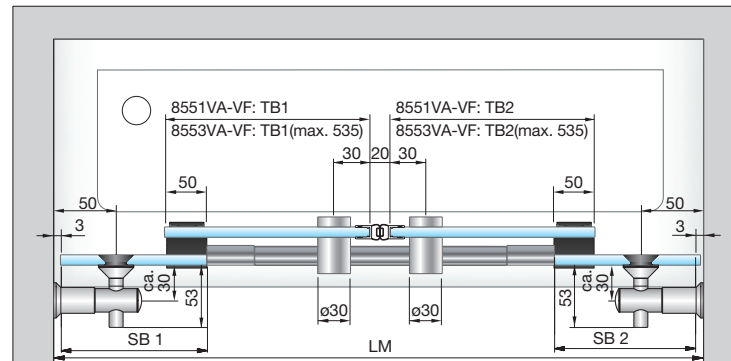 8551VA-VF: TB1
8551VA-VF: TB2
8553VA-VF: TB1(max. 535)
8553VA-VF: TB2(max. 535)
30
20
30
50
50
50
50
3
3
ca.
30
53
ø30
ø30
53
ca.
30
SB 1
SB 2
LM